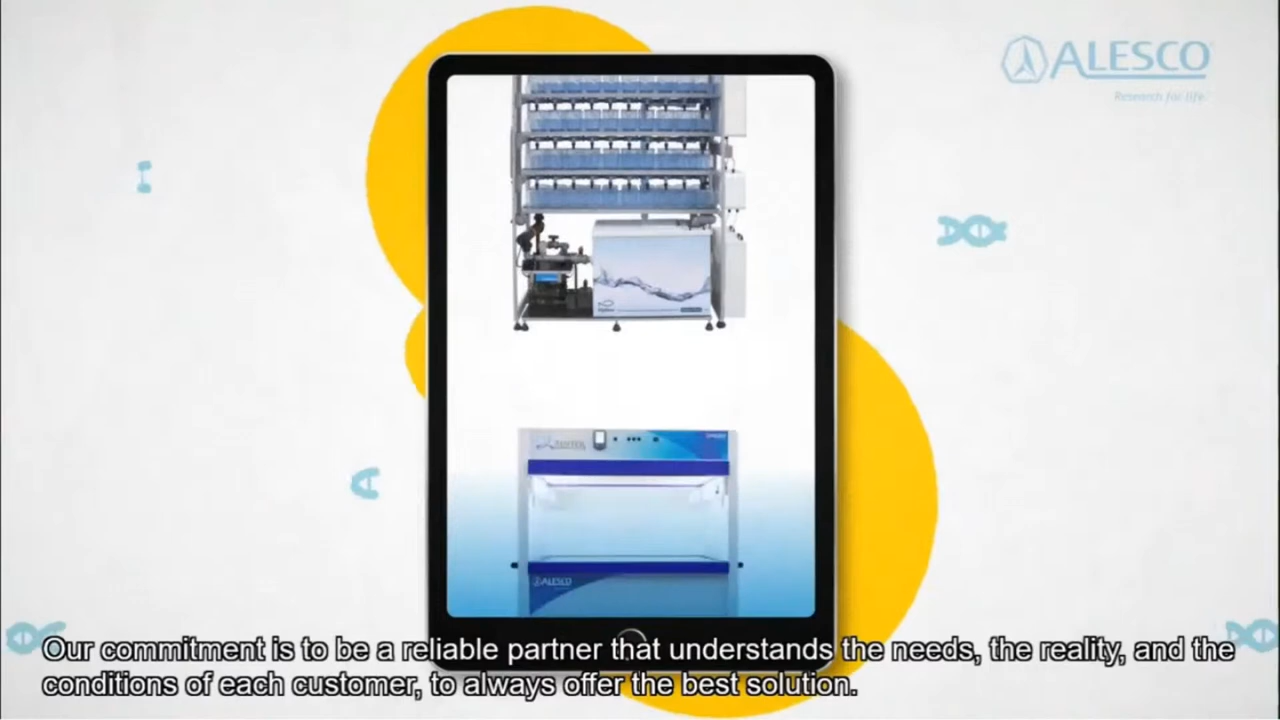 ALESCO
Research for life.
ALESCO
Our commitment is to be a reliable partner that understands the needs, the reality, and the
conditions of each customer, to always offer the best solution.